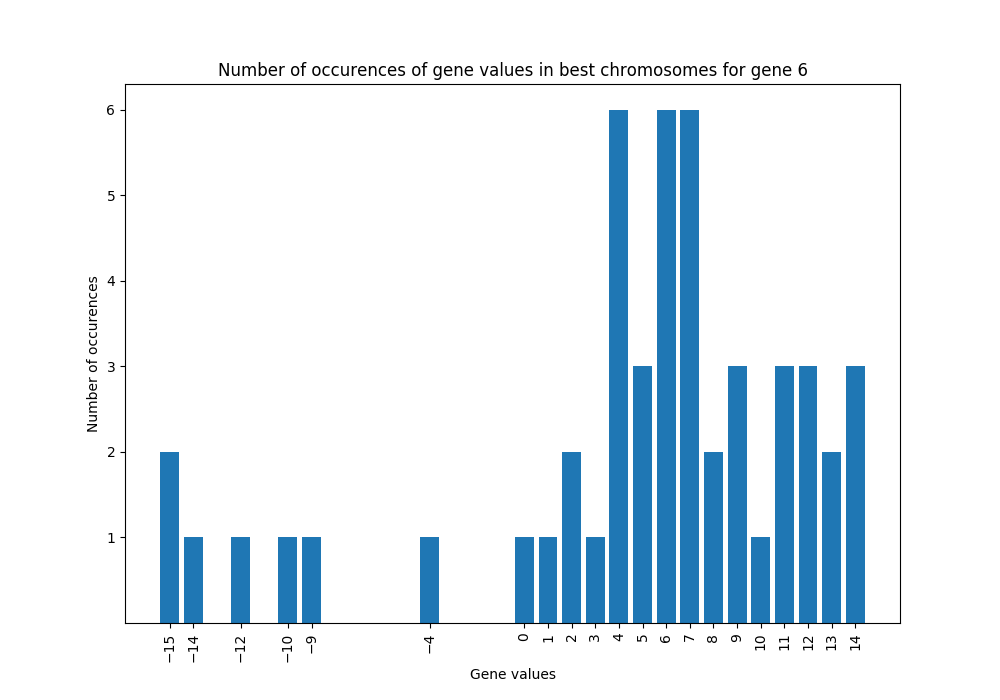 Number of occurences of gene values in best chromosomes for gene 6
Number of occurences
6
5
4
3
2
1
−15 −14 −12 −10 −9 −4 0 1 2 3 4 5 6 7 8 9 10 11 12 13 14
Gene values